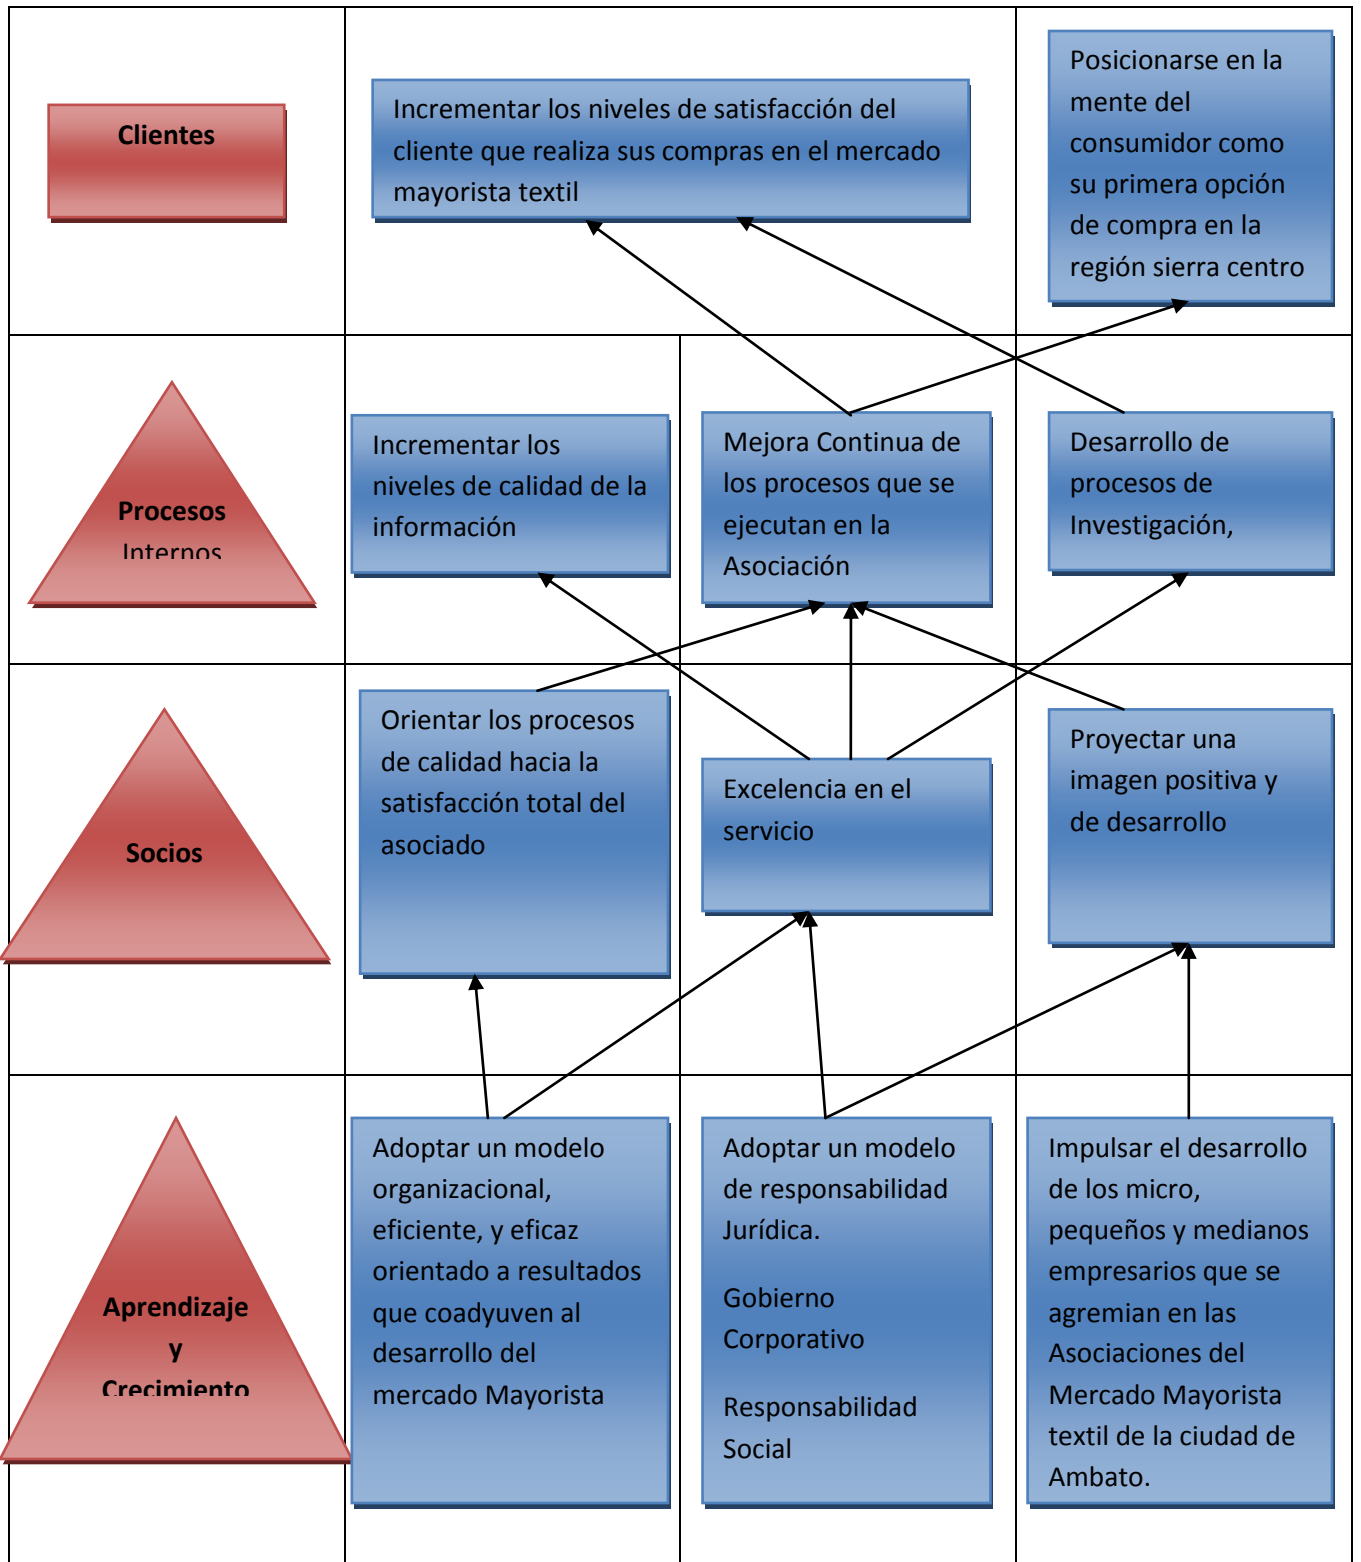 Clientes
Incrementar los niveles de satisfacción del
cliente que realiza sus compras en el mercado
mayorista textil
Posicionarse en la
mente del
consumidor como
su primera opción
de compra en la
región sierra centro
Procesos
Internos
Incrementar los
niveles de calidad de la
información
Mejora Continua de
los procesos que se
ejecutan en la
Asociación
Desarrollo de
procesos de
Investigación,
Socios
Orientar los procesos
de calidad hacia la
satisfacción total del
asociado
Excelencia en el
servicio
Proyectar una
imagen positiva y
de desarrollo
Aprendizaje
y
Crecimiento
Adoptar un modelo
organizacional,
eficiente, y eficaz
orientado a resultados
que coadyuven al
desarrollo del
mercado Mayorista
Adoptar un modelo
de responsabilidad
Jurídica.
Gobierno
Corporativo
Responsabilidad
Social
Impulsar el desarrollo
de los micro,
pequeños y medianos
empresarios que se
agremian en las
Asociaciones del
Mercado Mayorista
textil de la ciudad de
Ambato.